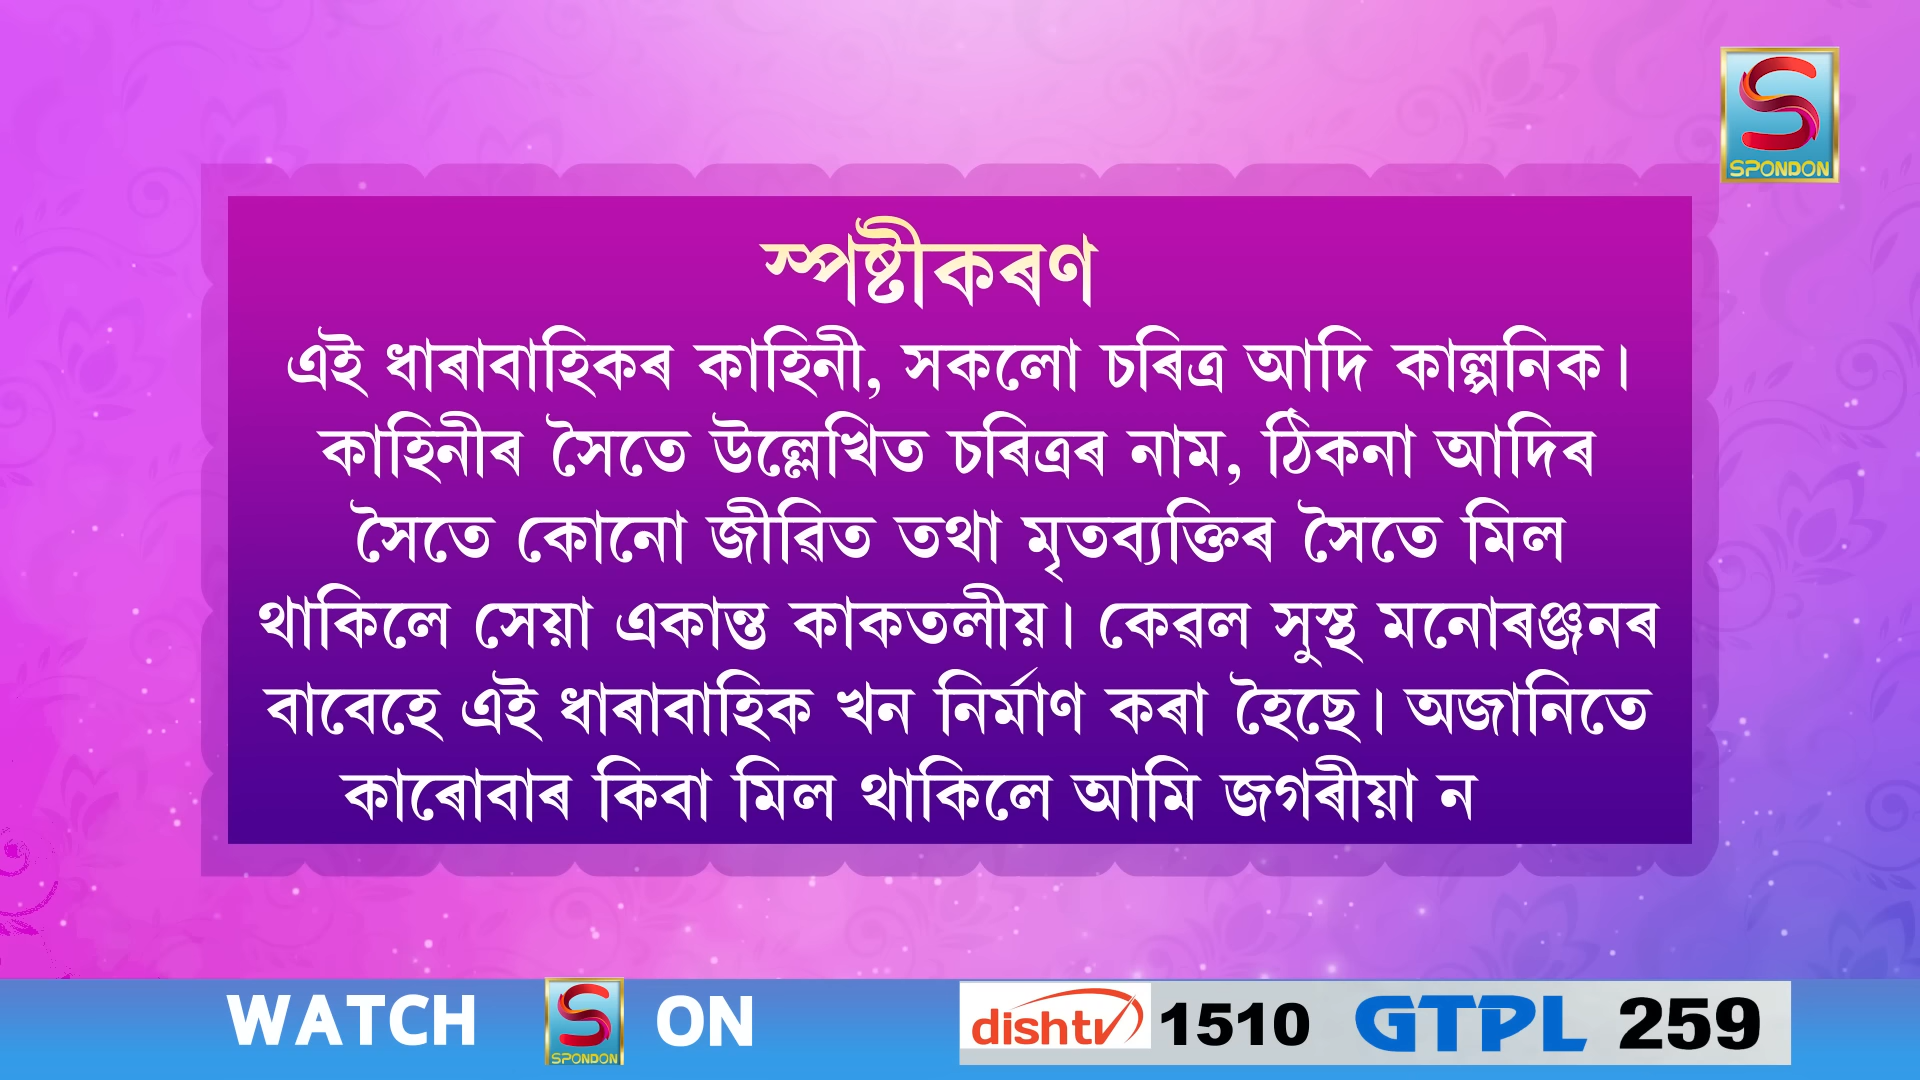 SPONDON
স্পষ্টীকৰণ
এই ধাৰাবাহিকৰ কাহিনী, সকলো চৰিত্ৰ আদি কাল্পনিক।
কাহিনীৰ সৈতে উল্লেখিত চৰিত্ৰৰ নাম, ঠিকনা আদিৰ
সৈতে কোনো জীৱিত তথা মৃতব্যক্তিৰ সৈতে মিল
থাকিলে সেয়া একান্ত কাকতলীয়। কেৱল সুস্থ মনোৰঞ্জনৰ
বাবেহে এই ধাৰাবাহিক খন নিৰ্মাণ কৰা হৈছে। অজানিতে
কাৰোবাৰ কিবা মিল থাকিলে আমি জগৰীয়া ন
WATCH SPONDON ON dishtv 1510 GTPL 259